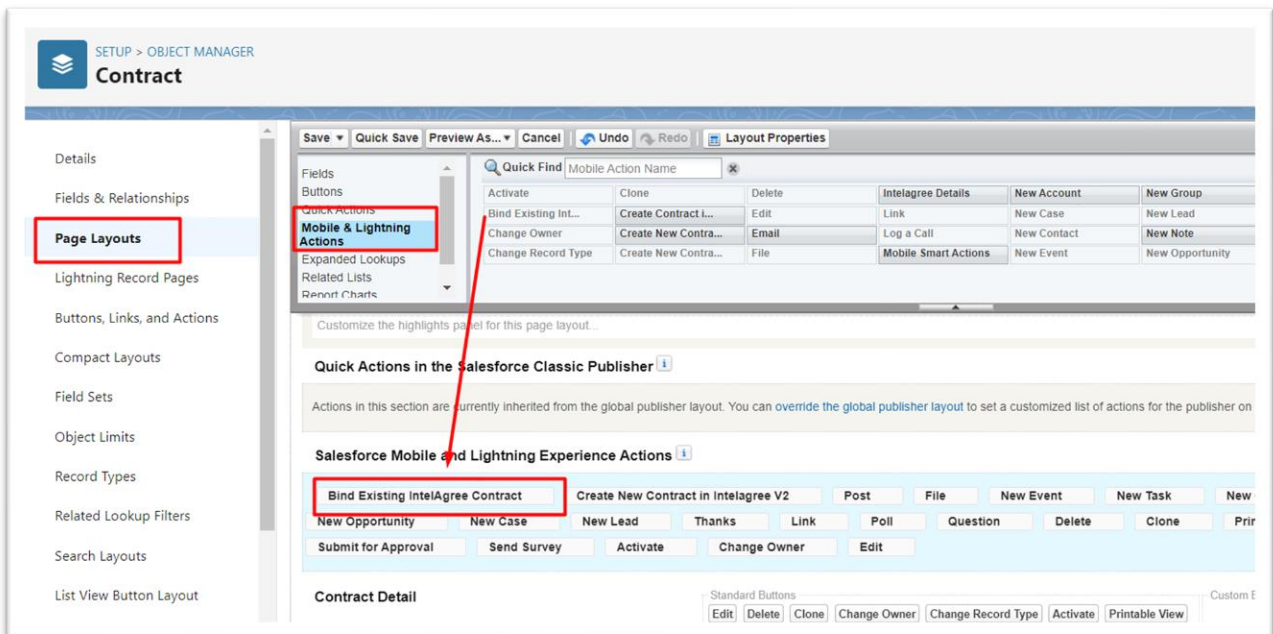 SETUP > OBJECT MANAGER
Contract
Details
Fields & Relationships
Page Layouts
Lightning Record Pages
Buttons, Links, and Actions
Compact Layouts
Field Sets
Object Limits
Record Types
Related Lookup Filters
Search Layouts
List View Button Layout
Save Quick Save Preview As... Cancel Undo Redo Layout Properties
Fields
Buttons
Quick Actions
Mobile & Lightning
Actions
Expanded Lookups
Related Lists
Report Charts
Quick Find Mobile Action Name
Activate Clone Delete Intelagree Details New Account New Group
Bind Existing Int... Create Contract i... Edit Link New Case New Lead
Change Owner Create New Contra... Email Log a Call New Contact New Note
Change Record Type Create New Contra... File Mobile Smart Actions New Event New Opportunity
Customize the highlights panel for this page layout...
Quick Actions in the Salesforce Classic Publisher
Actions in this section are currently inherited from the global publisher layout. You can override the global publisher layout to set a customized list of actions for the publisher on
Salesforce Mobile and Lightning Experience Actions
Bind Existing IntelAgree Contract Create New Contract in Intelagree V2 Post File New Event New Task New
New Opportunity New Case New Lead Thanks Link Poll Question Delete Clone
Submit for Approval Send Survey Activate Change Owner Edit
Contract Detail
Standard Buttons
Edit Delete Clone Change Owner Change Record Type Activate Printable View
Custom